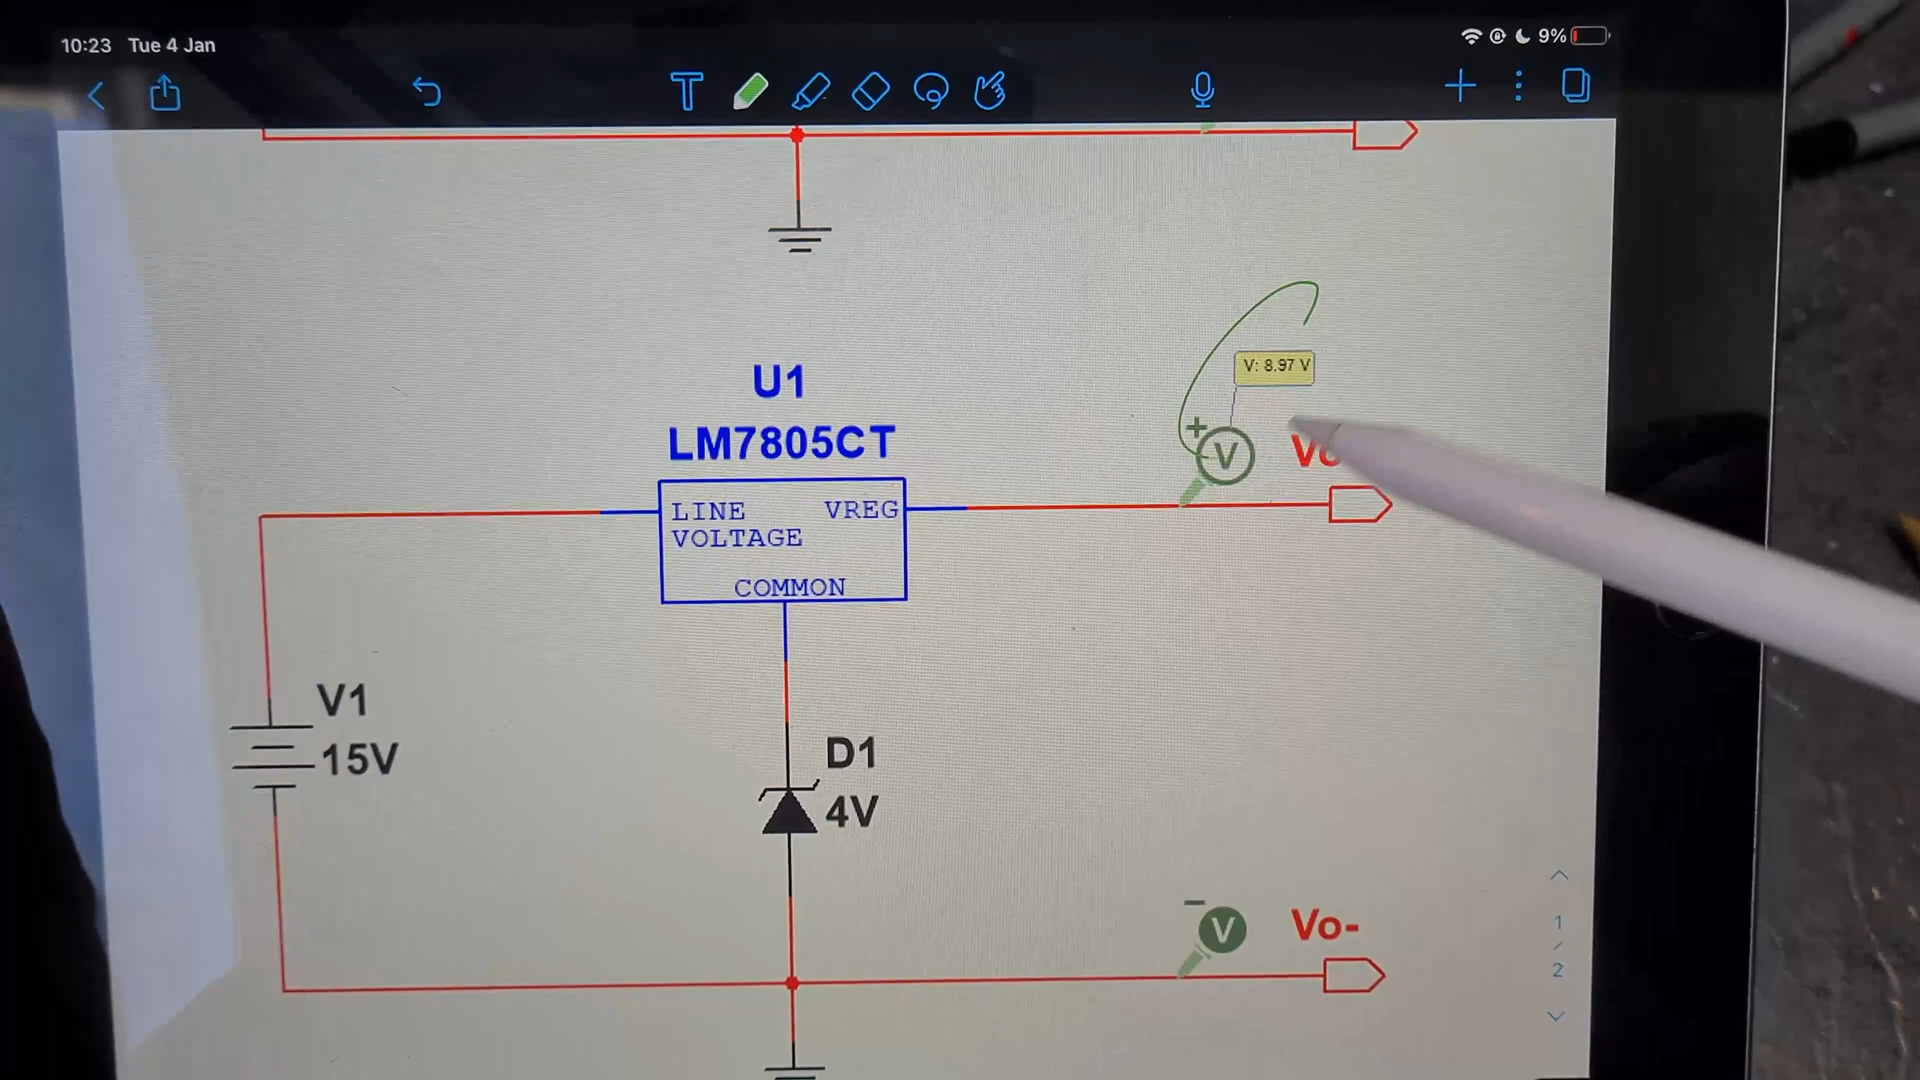 10:23 Tue 4 Jan
9%
T
V: 8.97 V
U1
LM7805CT
+
V
LINE VREG
VOLTAGE
COMMON
V1
15V
D1
4V
1
/
2
-
V
Vo-